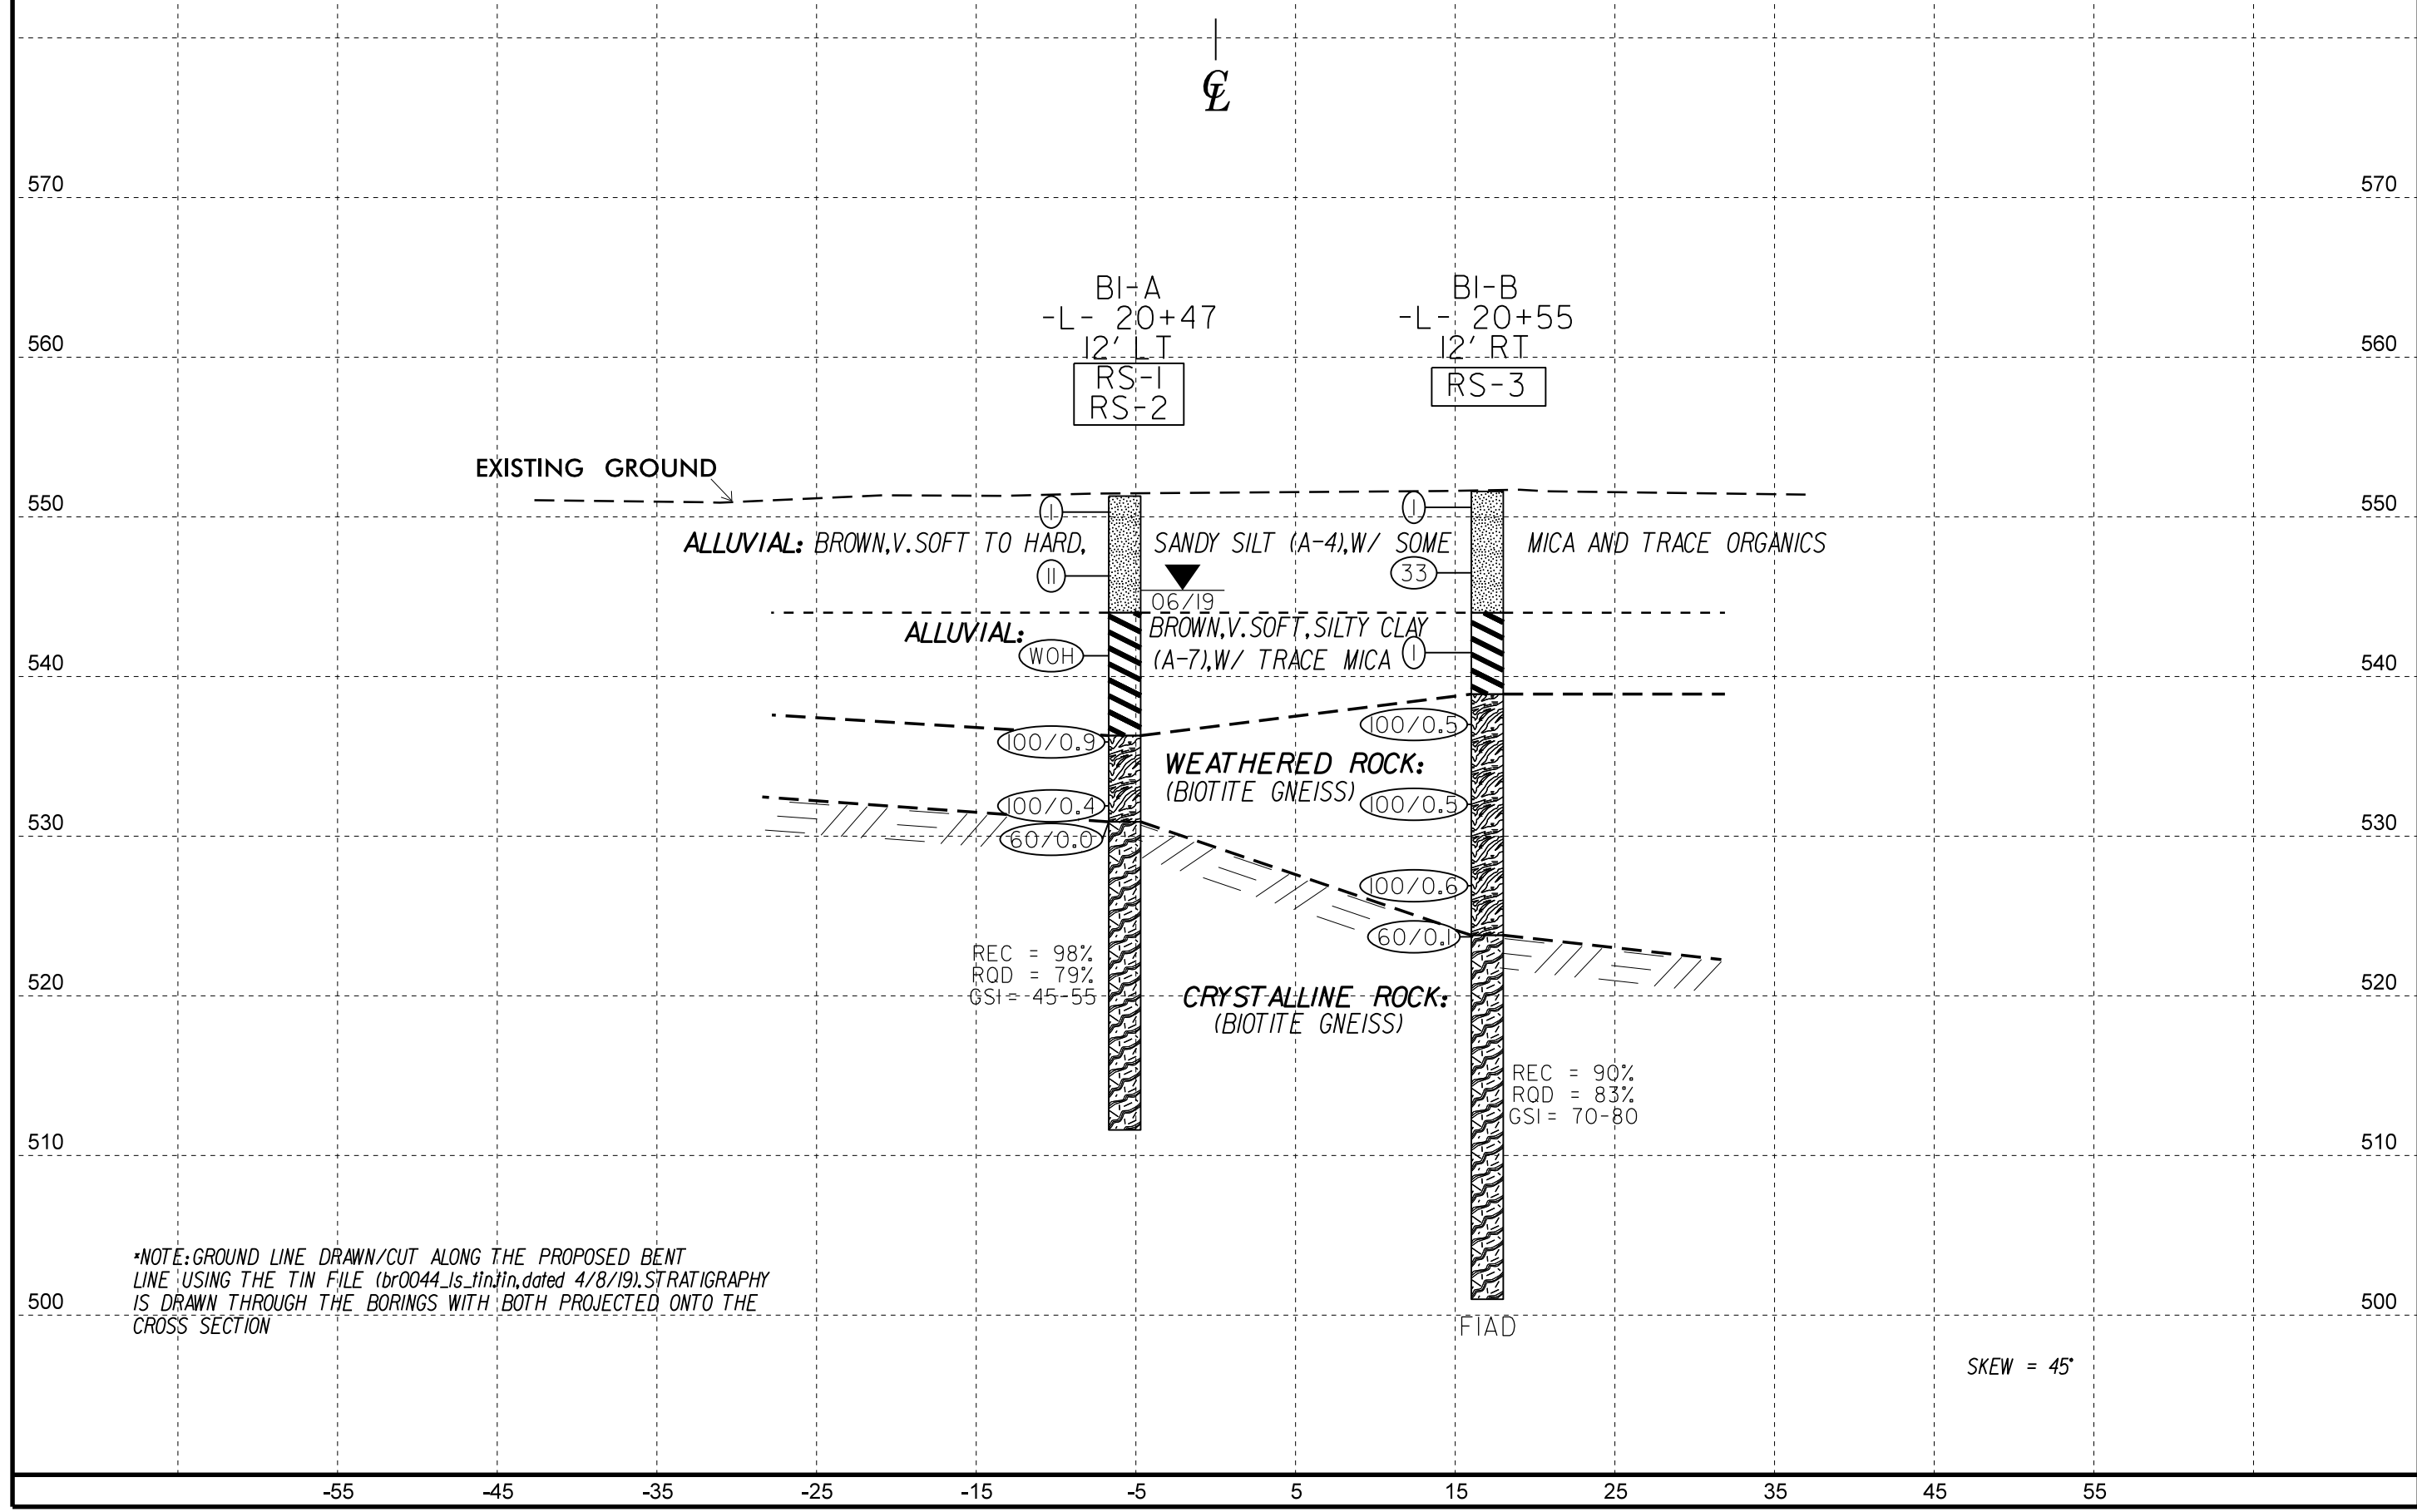 ℄
570 570
B1-A
-L- 20+47
12' LT
RS-1
RS-2
B1-B
-L- 20+55
12' RT
RS-3
560 560
EXISTING GROUND
550 550
1
1
ALLUVIAL: BROWN,V.SOFT TO HARD, SANDY SILT (A-4),W/ SOME MICA AND TRACE ORGANICS
11
33
06/19
ALLUVIAL: BROWN,V.SOFT,SILTY CLAY
(A-7),W/ TRACE MICA
WOH
1
540 540
100/0.9
100/0.5
WEATHERED ROCK:
(BIOTITE GNEISS)
100/0.4
100/0.5
530 530
60/0.0
100/0.6
60/0.1
REC = 98%
RQD = 79%
GSI = 45-55
520 520
CRYSTALLINE ROCK:
(BIOTITE GNEISS)
REC = 90%
RQD = 83%
GSI = 70-80
510 510
*NOTE:GROUND LINE DRAWN/CUT ALONG THE PROPOSED BENT
LINE USING THE TIN FILE (br0044_ls_tin.tin,dated 4/8/19).STRATIGRAPHY
IS DRAWN THROUGH THE BORINGS WITH BOTH PROJECTED ONTO THE
CROSS SECTION
500 500
FIAD
SKEW = 45°
-55 -45 -35 -25 -15 -5 5 15 25 35 45 55